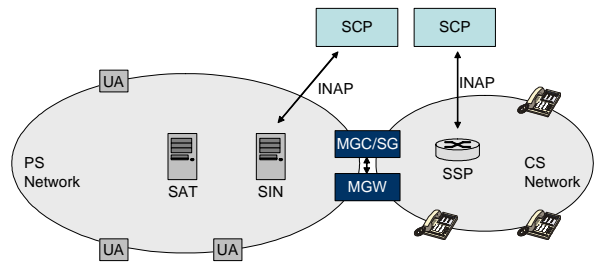 SCP
SCP
UA
INAP
INAP
PS
Network
MGC/SG
MGW
SAT
SIN
SSP
CS
Network
UA
UA